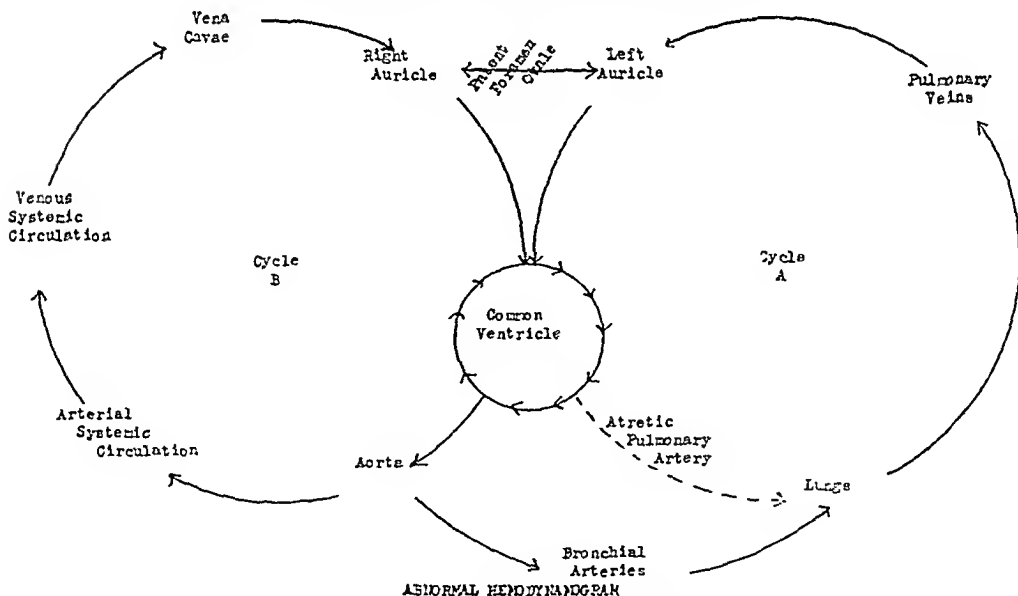 Vena
Cavae
Right
Auricle
Patent
Foramen
Ovale
Left
Auricle
Pulmonary
Veins
Venous
Systemic
Circulation
Cycle
B
Cycle
A
Common
Ventricle
Arterial
Systemic
Circulation
Atretic
Pulmonary
Artery
Aorta
Lungs
Bronchial
Arteries
ABNORMAL HEMODYNAMOGRAM